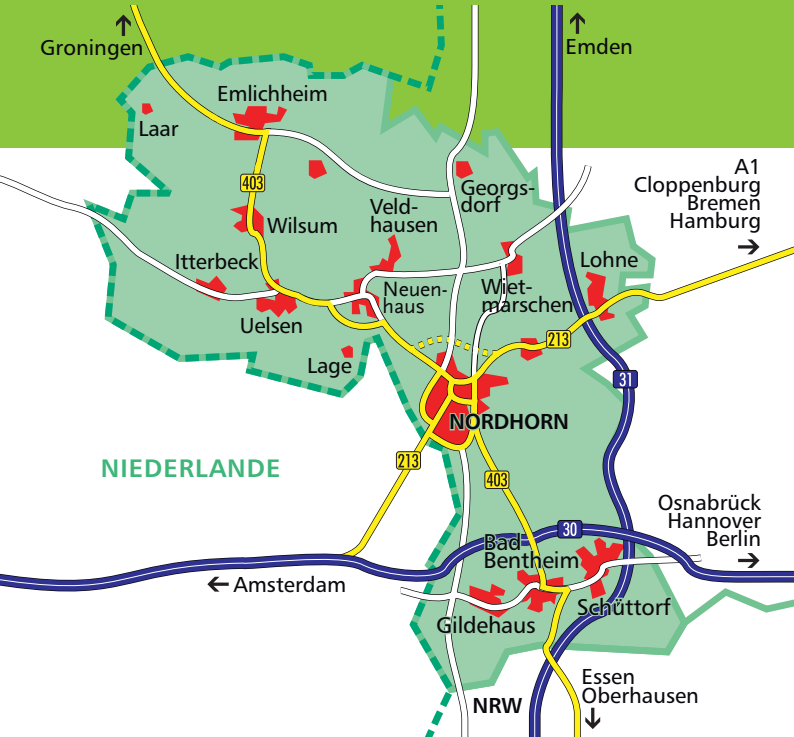 Groningen
Emden
Emlichheim
Laar
A1
Cloppenburg
Bremen
Hamburg
403
Georgs-
dorf
Veld-
hausen
Wilsum
Itterbeck
Lohne
Neuen-
haus
Wiet-
marschen
Uelsen
213
Lage
31
NORDHORN
213
NIEDERLANDE
403
Osnabrück
Hannover
Berlin
30
Bad
Bentheim
Amsterdam
Schüttorf
Gildehaus
Essen
Oberhausen
NRW